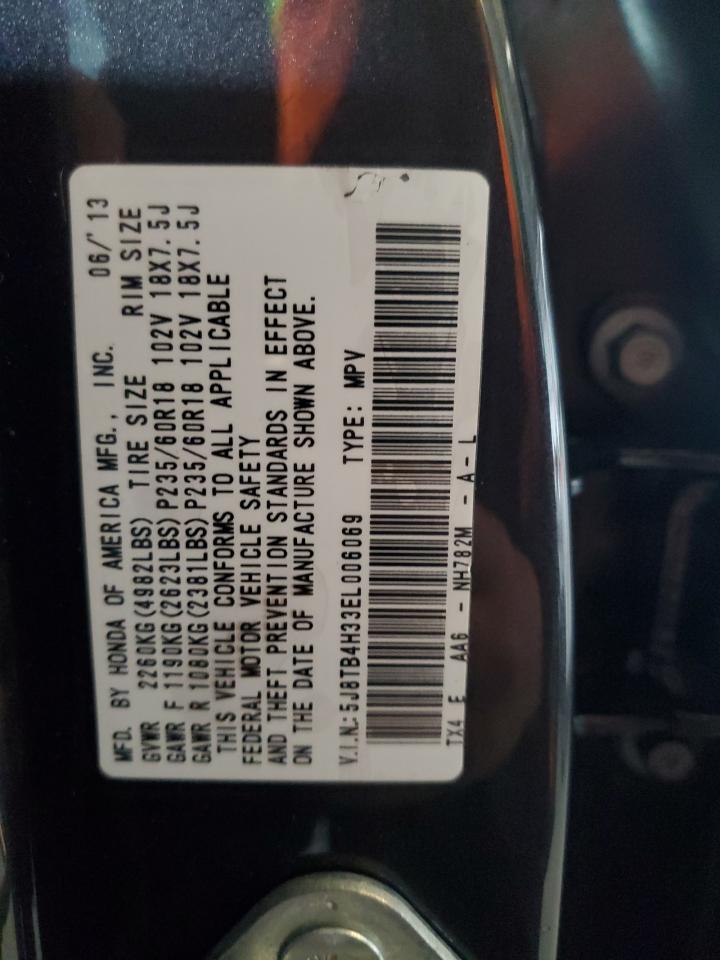 MFD. BY HONDA OF AMERICA MFG., INC. 06/'13
GVWR 2260KG(4982LBS) TIRE SIZE RIM SIZE
GAWR F 1190KG(2623LBS)P235/60R18 102V 18X7.5J
GAWR R 1080KG(2381LBS)P235/60R18 102V 18X7.5J
THIS VEHICLE CONFORMS TO ALL APPLICABLE
FEDERAL MOTOR VEHICLE SAFETY
AND THEFT PREVENTION STANDARDS IN EFFECT
ON THE DATE OF MANUFACTURE SHOWN ABOVE.
V.I.N.:5J8TB4H33EL006069 TYPE: MPV
TX4 E AA6 - NH782M - A - L